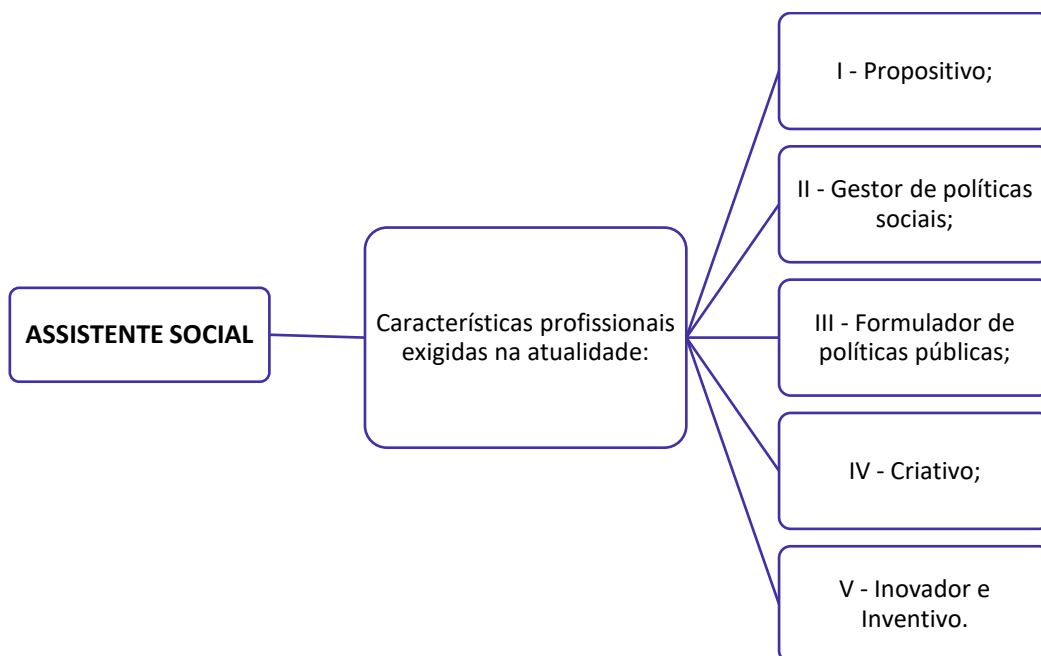 ASSISTENTE SOCIAL
Características profissionais
exigidas na atualidade:
I - Propositivo;
II - Gestor de políticas
sociais;
III - Formulador de
políticas públicas;
IV - Criativo;
V - Inovador e
Inventivo.